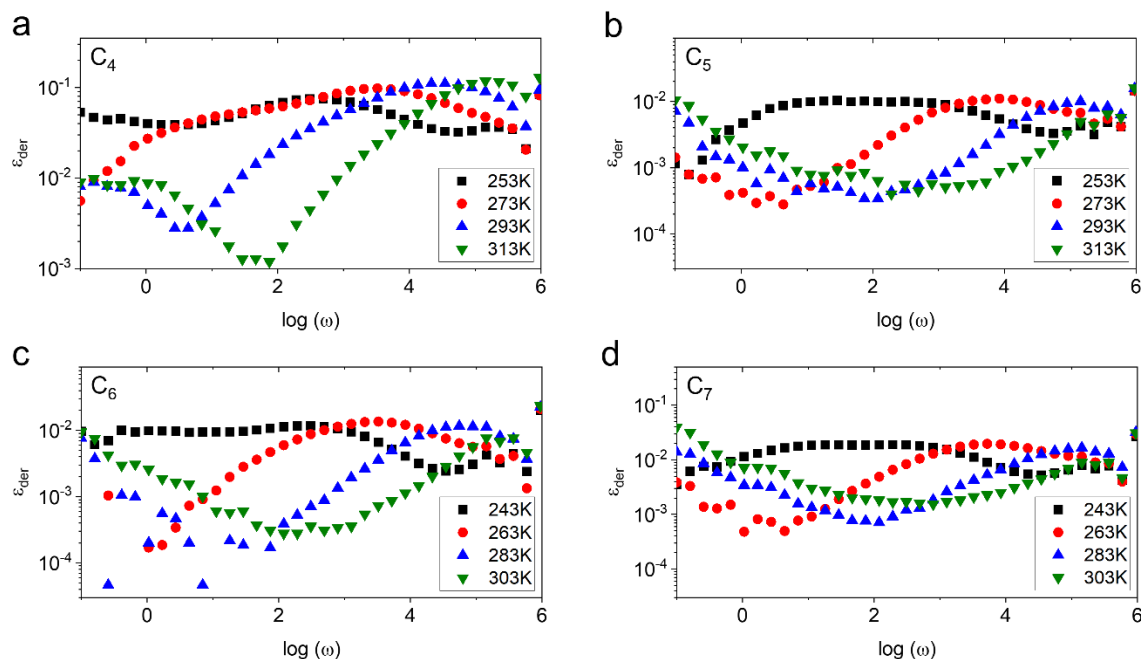 a
C₄
10⁻¹
10⁻²
10⁻³
ε_der
253K
273K
293K
313K
0 2 4 6
log (ω)
b
C₅
10⁻²
10⁻³
10⁻⁴
ε_der
253K
273K
293K
313K
0 2 4 6
log (ω)
c
C₆
10⁻²
10⁻³
10⁻⁴
ε_der
243K
263K
283K
303K
0 2 4 6
log (ω)
d
C₇
10⁻¹
10⁻²
10⁻³
10⁻⁴
ε_der
243K
263K
283K
303K
0 2 4 6
log (ω)